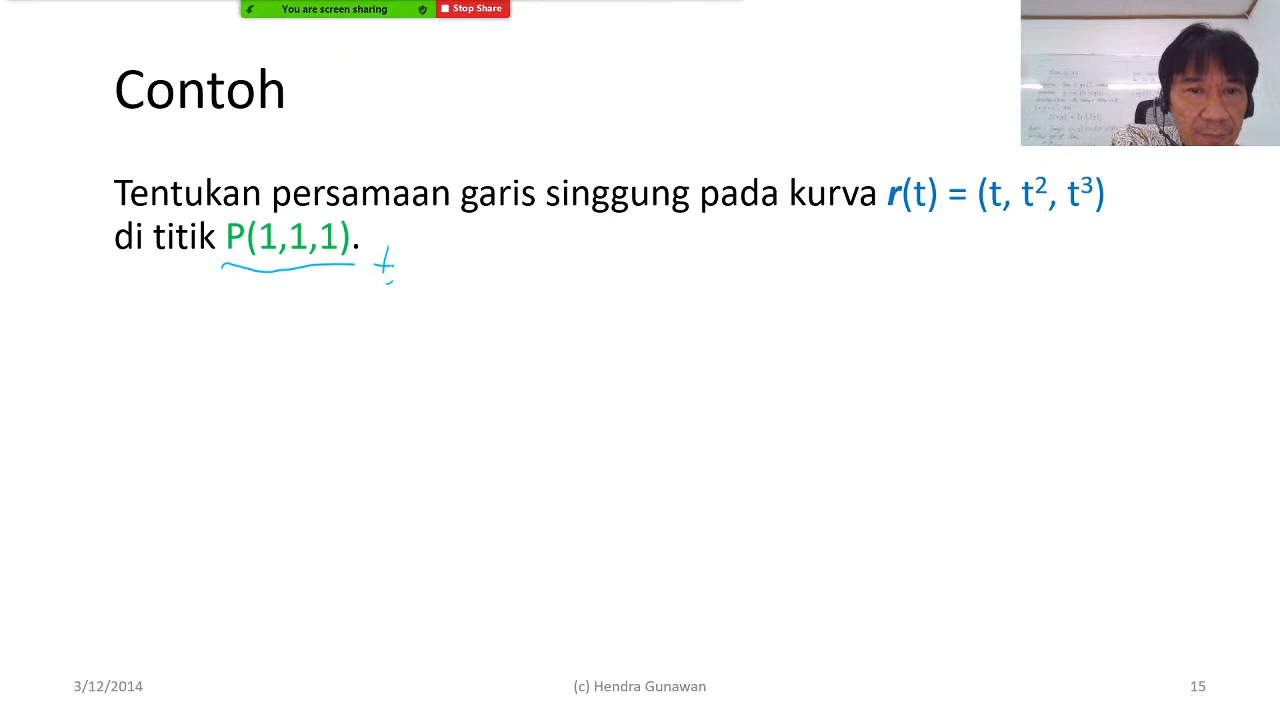 You are screen sharing
Stop Share
Contoh
Tentukan persamaan garis singgung pada kurva r(t) = (t, t², t³)
di titik P(1,1,1).
t
3/12/2014
(c) Hendra Gunawan
15